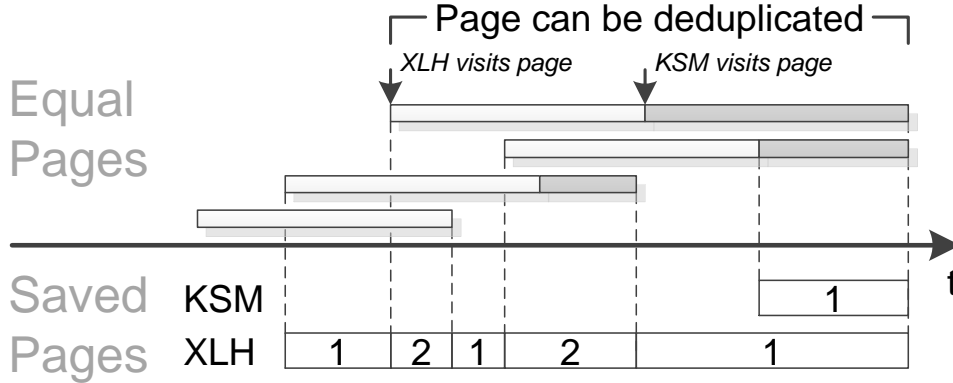 Page can be deduplicated
XLH visits page KSM visits page
Equal
Pages
t
Saved KSM 1
Pages XLH 1 2 1 2 1